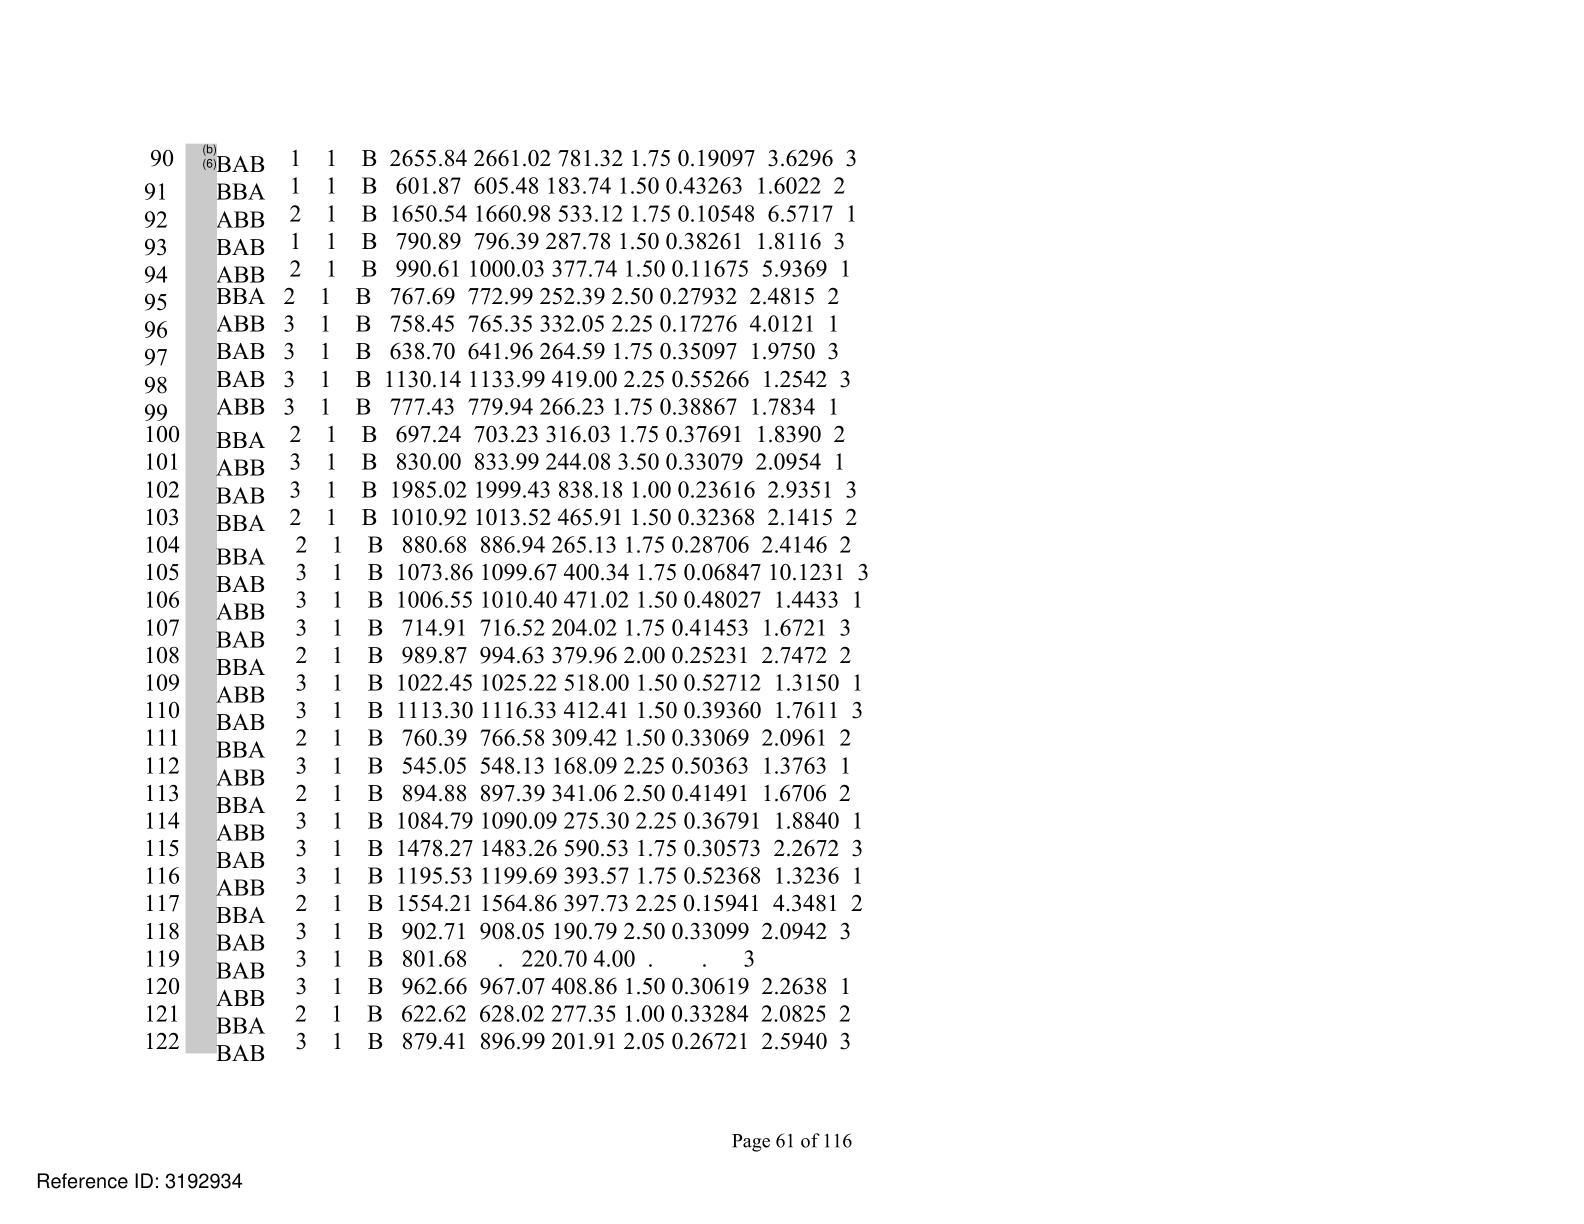 90 (b) (6) BAB 1 1 B 2655.84 2661.02 781.32 1.75 0.19097 3.6296 3
91 BBA 1 1 B 601.87 605.48 183.74 1.50 0.43263 1.6022 2
92 ABB 2 1 B 1650.54 1660.98 533.12 1.75 0.10548 6.5717 1
93 BAB 1 1 B 790.89 796.39 287.78 1.50 0.38261 1.8116 3
94 ABB 2 1 B 990.61 1000.03 377.74 1.50 0.11675 5.9369 1
95 BBA 2 1 B 767.69 772.99 252.39 2.50 0.27932 2.4815 2
96 ABB 3 1 B 758.45 765.35 332.05 2.25 0.17276 4.0121 1
97 BAB 3 1 B 638.70 641.96 264.59 1.75 0.35097 1.9750 3
98 BAB 3 1 B 1130.14 1133.99 419.00 2.25 0.55266 1.2542 3
99 ABB 3 1 B 777.43 779.94 266.23 1.75 0.38867 1.7834 1
100 BBA 2 1 B 697.24 703.23 316.03 1.75 0.37691 1.8390 2
101 ABB 3 1 B 830.00 833.99 244.08 3.50 0.33079 2.0954 1
102 BAB 3 1 B 1985.02 1999.43 838.18 1.00 0.23616 2.9351 3
103 BBA 2 1 B 1010.92 1013.52 465.91 1.50 0.32368 2.1415 2
104 BBA 2 1 B 880.68 886.94 265.13 1.75 0.28706 2.4146 2
105 BAB 3 1 B 1073.86 1099.67 400.34 1.75 0.06847 10.1231 3
106 ABB 3 1 B 1006.55 1010.40 471.02 1.50 0.48027 1.4433 1
107 BAB 3 1 B 714.91 716.52 204.02 1.75 0.41453 1.6721 3
108 BBA 2 1 B 989.87 994.63 379.96 2.00 0.25231 2.7472 2
109 ABB 3 1 B 1022.45 1025.22 518.00 1.50 0.52712 1.3150 1
110 BAB 3 1 B 1113.30 1116.33 412.41 1.50 0.39360 1.7611 3
111 BBA 2 1 B 760.39 766.58 309.42 1.50 0.33069 2.0961 2
112 ABB 3 1 B 545.05 548.13 168.09 2.25 0.50363 1.3763 1
113 BBA 2 1 B 894.88 897.39 341.06 2.50 0.41491 1.6706 2
114 ABB 3 1 B 1084.79 1090.09 275.30 2.25 0.36791 1.8840 1
115 BAB 3 1 B 1478.27 1483.26 590.53 1.75 0.30573 2.2672 3
116 ABB 3 1 B 1195.53 1199.69 393.57 1.75 0.52368 1.3236 1
117 BBA 2 1 B 1554.21 1564.86 397.73 2.25 0.15941 4.3481 2
118 BAB 3 1 B 902.71 908.05 190.79 2.50 0.33099 2.0942 3
119 BAB 3 1 B 801.68 . 220.70 4.00 . . 3
120 ABB 3 1 B 962.66 967.07 408.86 1.50 0.30619 2.2638 1
121 BBA 2 1 B 622.62 628.02 277.35 1.00 0.33284 2.0825 2
122 BAB 3 1 B 879.41 896.99 201.91 2.05 0.26721 2.5940 3
Page 61 of 116
Reference ID: 3192934